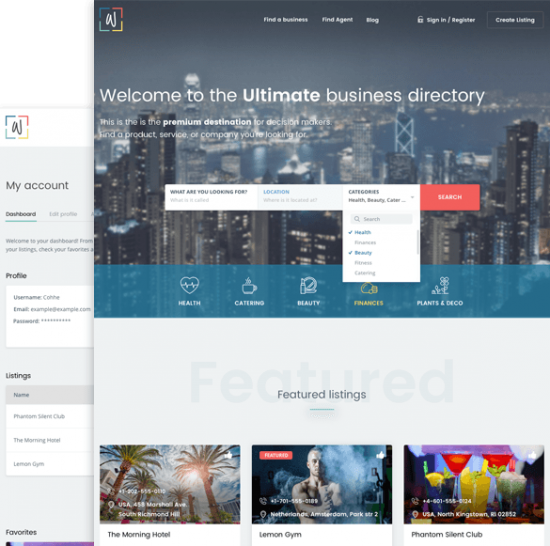 W
Find a business
Find Agent
Blog
Sign in / Register
Create Listing
Welcome to the Ultimate business directory
This is the is the premium destination for decision makers.
Find a product, service, or company you're looking for.
WHAT ARE YOU LOOKING FOR?
What is it called
LOCATION
Where is it located at?
CATEGORIES
Health, Beauty, Cater ...
SEARCH
Search
Health
Finances
Beauty
Fitness
Catering
HEALTH
CATERING
BEAUTY
FINANCES
PLANTS & DECO
Featured
Featured listings
+1-202-555-0116
USA, 458 Marshall Ave.
South Richmond Hill
The Morning Hotel
FEATURED
+1-701-555-0189
Netherlands, Amsterdam, Park str 2
Lemon Gym
+4-601-555-0124
USA, North Kingstown, RI 02852
Phantom Silent Club
W
My account
Dashboard
Edit profile
Welcome to your dashboard! From
your listings, check your favorites a
Profile
Username: Cohhe
Email: example@example.com
Password: **********
Listings
Name
Phantom Silent Club
The Morning Hotel
Lemon Gym
Favorites